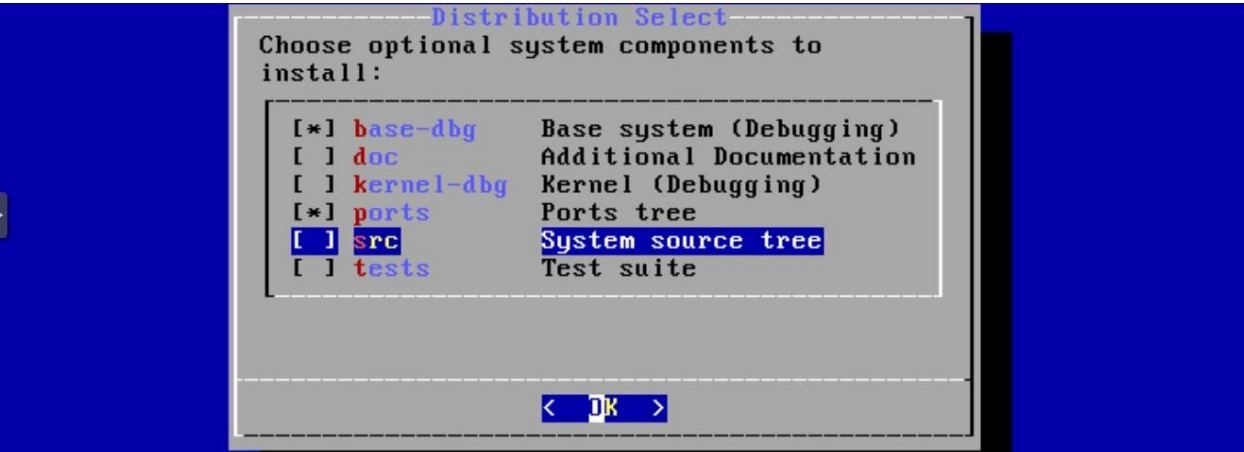 Distribution Select
Choose optional system components to
install:
[*] base-dbg Base system (Debugging)
[ ] doc Additional Documentation
[ ] kernel-dbg Kernel (Debugging)
[*] ports Ports tree
[ ] src System source tree
[ ] tests Test suite
< OK >